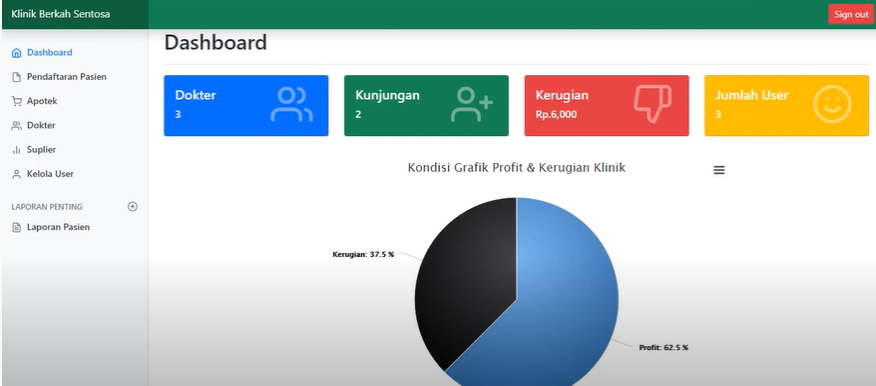 Klinik Berkah Sentosa
Sign out
Dashboard
Pendaftaran Pasien
Apotek
Dokter
Suplier
Kelola User
LAPORAN PENTING
Laporan Pasien
Dashboard
Dokter
3
Kunjungan
2
Kerugian
Rp.6,000
Jumlah User
3
Kondisi Grafik Profit & Kerugian Klinik
Kerugian: 37.5 %
Profit: 62.5 %